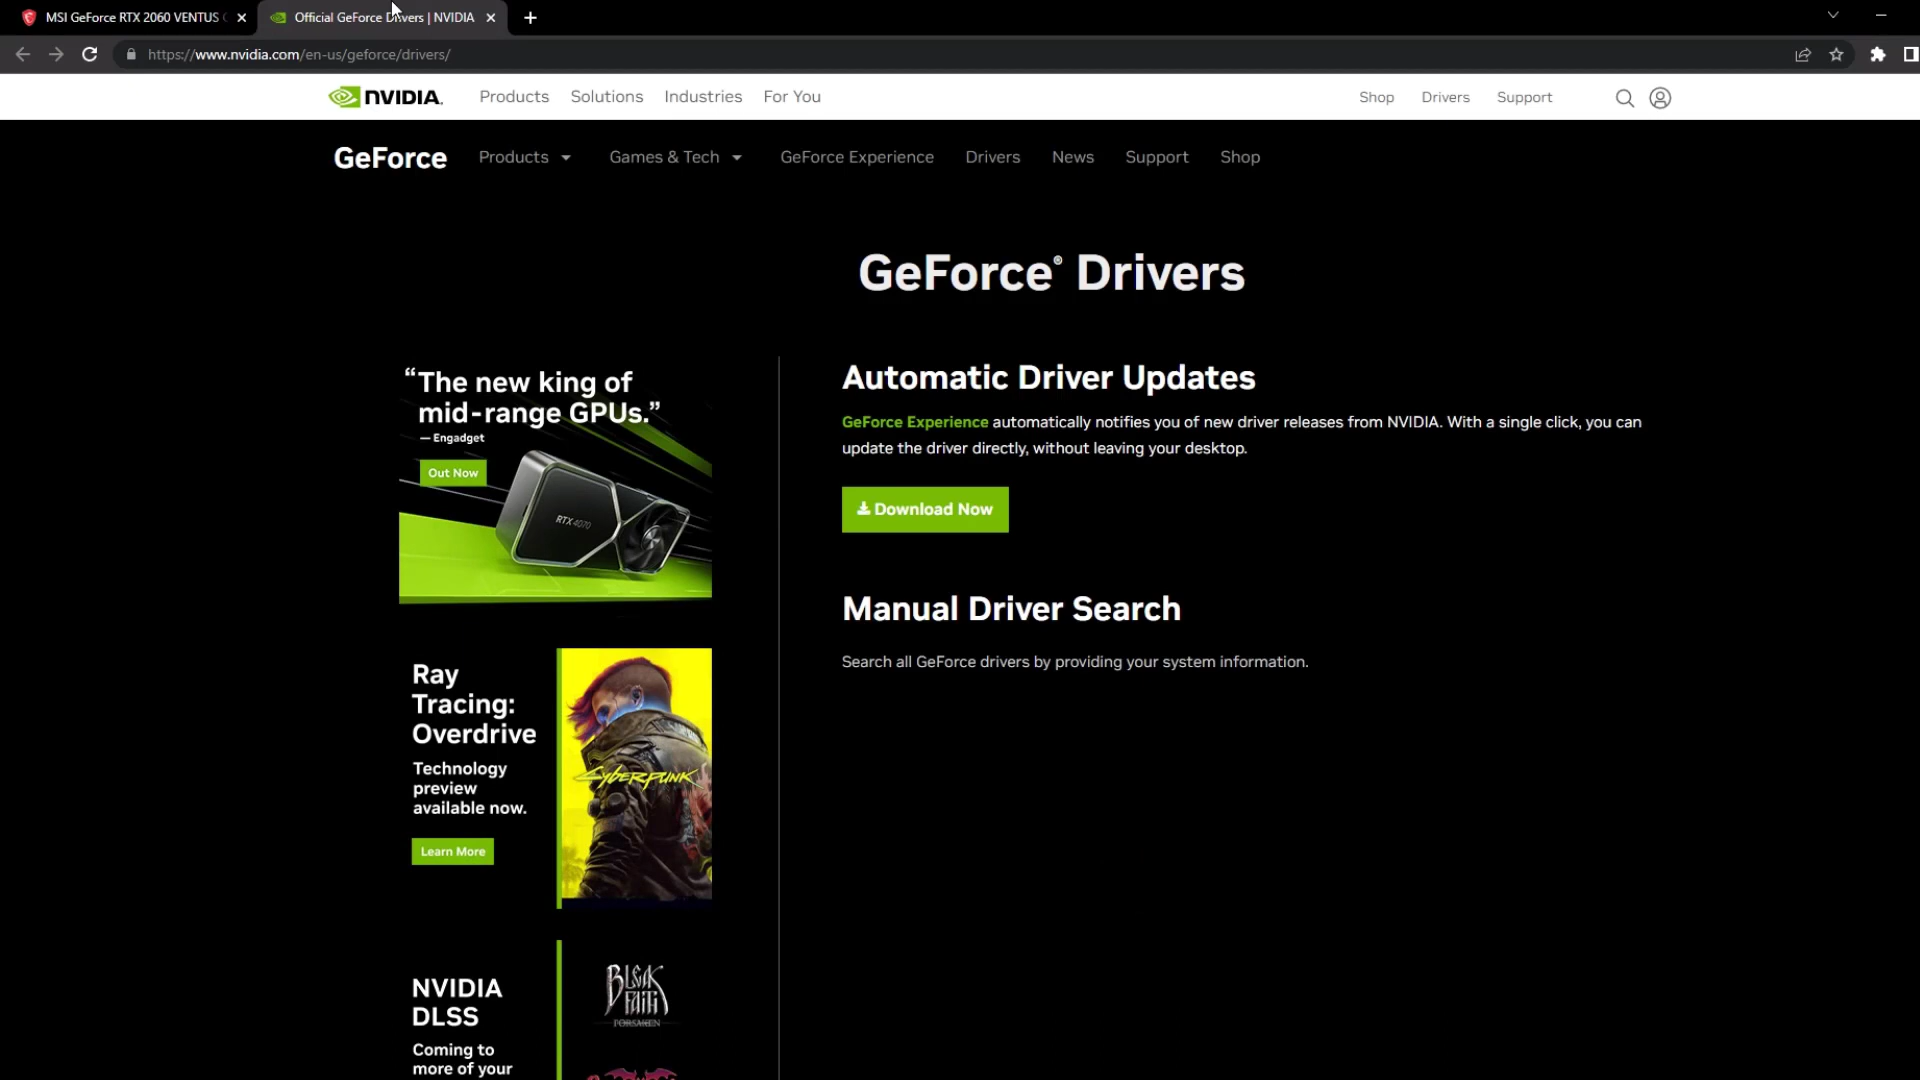 MSI GeForce RTX 2060 VENTUS
Official GeForce Drivers | NVIDIA
https://www.nvidia.com/en-us/geforce/drivers/
NVIDIA.
Products
Solutions
Industries
For You
Shop
Drivers
Support
GeForce
Products
Games & Tech
GeForce Experience
Drivers
News
Support
Shop
GeForce® Drivers
“The new king of
mid-range GPUs.”
— Engadget
Out Now
RTX 4070
Ray
Tracing:
Overdrive
Technology
preview
available now.
Learn More
Cyberpunk
NVIDIA
DLSS
Coming to
more of your
BLEAK
FAITH
FORSAKEN
Automatic Driver Updates
GeForce Experience automatically notifies you of new driver releases from NVIDIA. With a single click, you can
update the driver directly, without leaving your desktop.
Download Now
Manual Driver Search
Search all GeForce drivers by providing your system information.